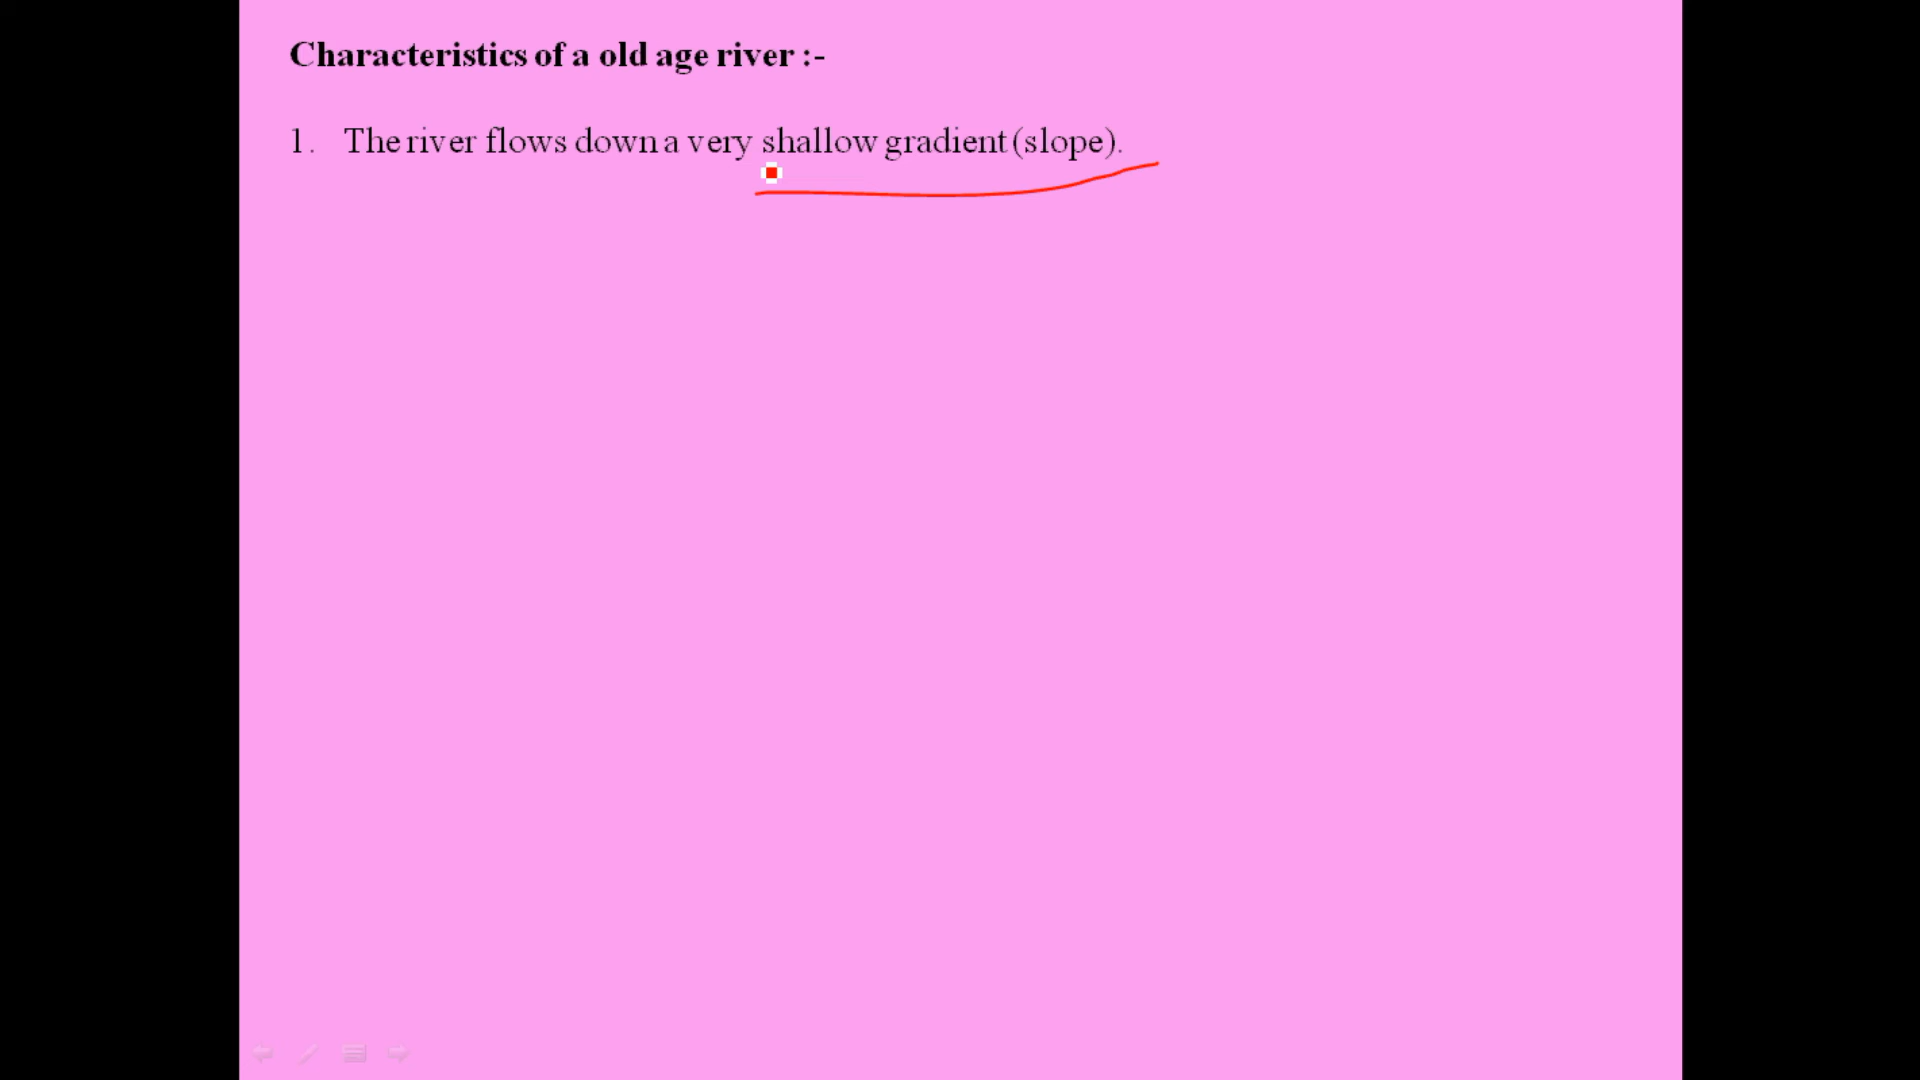 Characteristics of a old age river :-
1. The river flows down a very shallow gradient (slope).